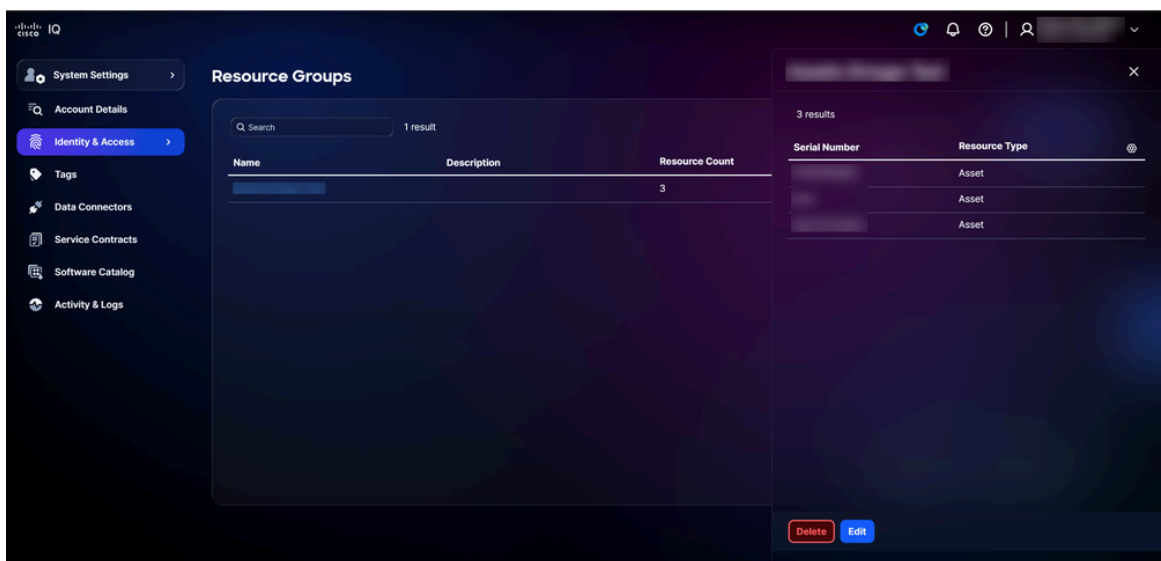 CISCO IQ
System Settings
Account Details
Identity & Access
Tags
Data Connectors
Service Contracts
Software Catalog
Activity & Logs
Resource Groups
Search
1 result
Name Description Resource Count
3
3 results
Serial Number Resource Type
Asset
Asset
Asset
Delete Edit